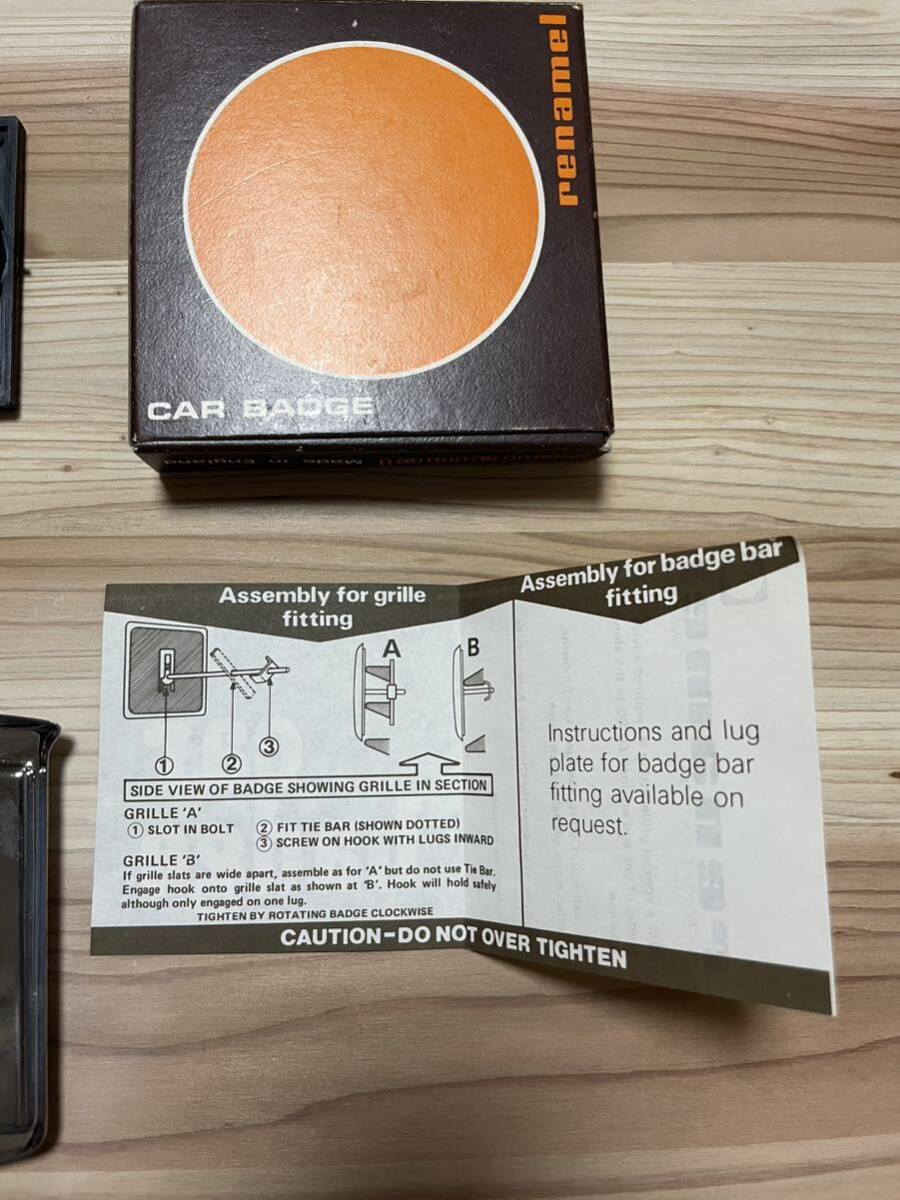 renamel
CAR BADGE
Made in England
Assembly for grille
fitting
A
B
①
②
③
SIDE VIEW OF BADGE SHOWING GRILLE IN SECTION
GRILLE 'A'
① SLOT IN BOLT
② FIT TIE BAR (SHOWN DOTTED)
③ SCREW ON HOOK WITH LUGS INWARD
GRILLE 'B'
If grille slats are wide apart, assemble as for 'A' but do not use Tie Bar.
Engage hook onto grille slat as shown at 'B'. Hook will hold safely
although only engaged on one lug.
TIGHTEN BY ROTATING BADGE CLOCKWISE
Assembly for badge bar
fitting
Instructions and lug
plate for badge bar
fitting available on
request.
CAUTION-DO NOT OVER TIGHTEN